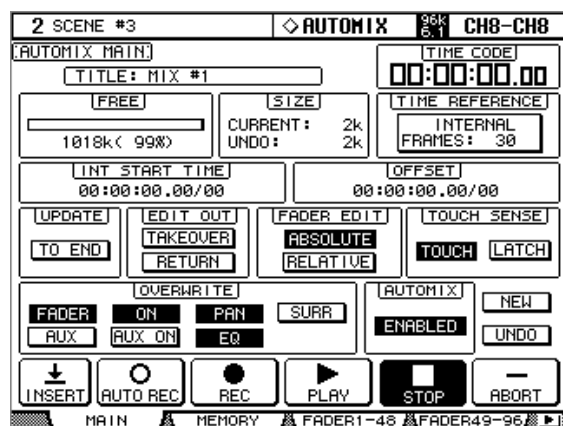 2 SCENE #3 ◇AUTOMIX 96k 6.1 CH8-CH8
AUTOMIX MAIN
TITLE: MIX #1
TIME CODE
00:00:00.00
FREE
1018k( 99%)
SIZE
CURRENT: 2k
UNDO: 2k
TIME REFERENCE
INTERNAL
FRAMES: 30
INT START TIME
00:00:00.00/00
OFFSET
00:00:00.00/00
UPDATE
TO END
EDIT OUT
TAKEOVER
RETURN
FADER EDIT
ABSOLUTE
RELATIVE
TOUCH SENSE
TOUCH LATCH
OVERWRITE
FADER ON PAN SURR
AUX AUX ON EQ
AUTOMIX
ENABLED
NEW
UNDO
INSERT AUTO REC REC PLAY STOP ABORT
MAIN MEMORY FADER1-48 FADER49-96